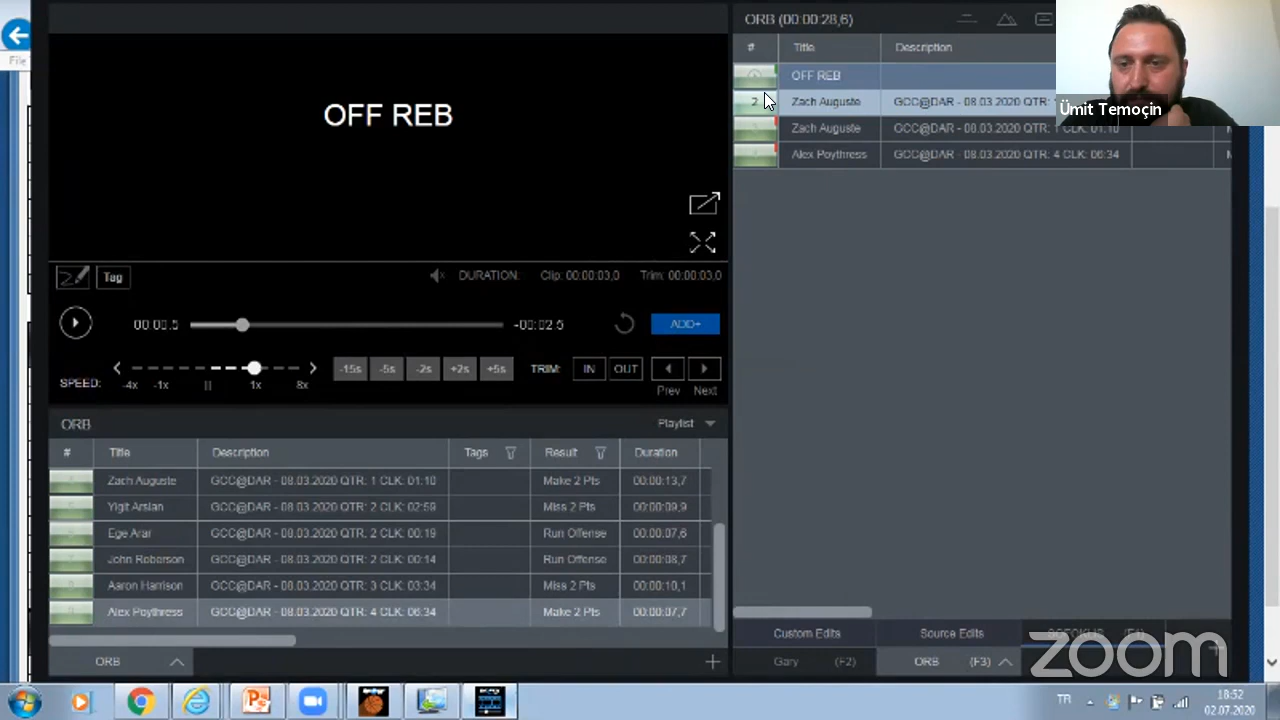 File
ORB (00:00:28,6)
# Title Description
OFF REB
2 Zach Auguste GCC@DAR - 08.03.2020 QTR:
Zach Auguste GCC@DAR - 08.03.2020 QTR: 1 CLK: 01:10
Alex Poythress GCC@DAR - 08.03.2020 QTR: 4 CLK: 06:34
Ümit Temoçin
OFF REB
Tag
DURATION: Clip: 00:00:03,0 Trim: 00:00:03,0
00:00.5 -00:02.5 ADD+
SPEED: -4x -1x || 1x 8x -15s -5s -2s +2s +5s TRIM: IN OUT
Prev Next
ORB Playlist
# Title Description Tags Result Duration
Zach Auguste GCC@DAR - 08.03.2020 QTR: 1 CLK: 01:10 Make 2 Pts 00:00:13,7
Yigit Arslan GCC@DAR - 08.03.2020 QTR: 2 CLK: 02:59 Miss 2 Pts 00:00:09,9
Ege Arar GCC@DAR - 08.03.2020 QTR: 2 CLK: 00:19 Run Offense 00:00:07,6
John Roberson GCC@DAR - 08.03.2020 QTR: 2 CLK: 00:14 Run Offense 00:00:08,7
Aaron Harrison GCC@DAR - 08.03.2020 QTR: 3 CLK: 03:34 Miss 2 Pts 00:00:10,1
Alex Poythress GCC@DAR - 08.03.2020 QTR: 4 CLK: 06:34 Make 2 Pts 00:00:07,7
ORB
Custom Edits Source Edits
Gary (F2) ORB (F3)
zoom
TR 18:52
02.07.2020